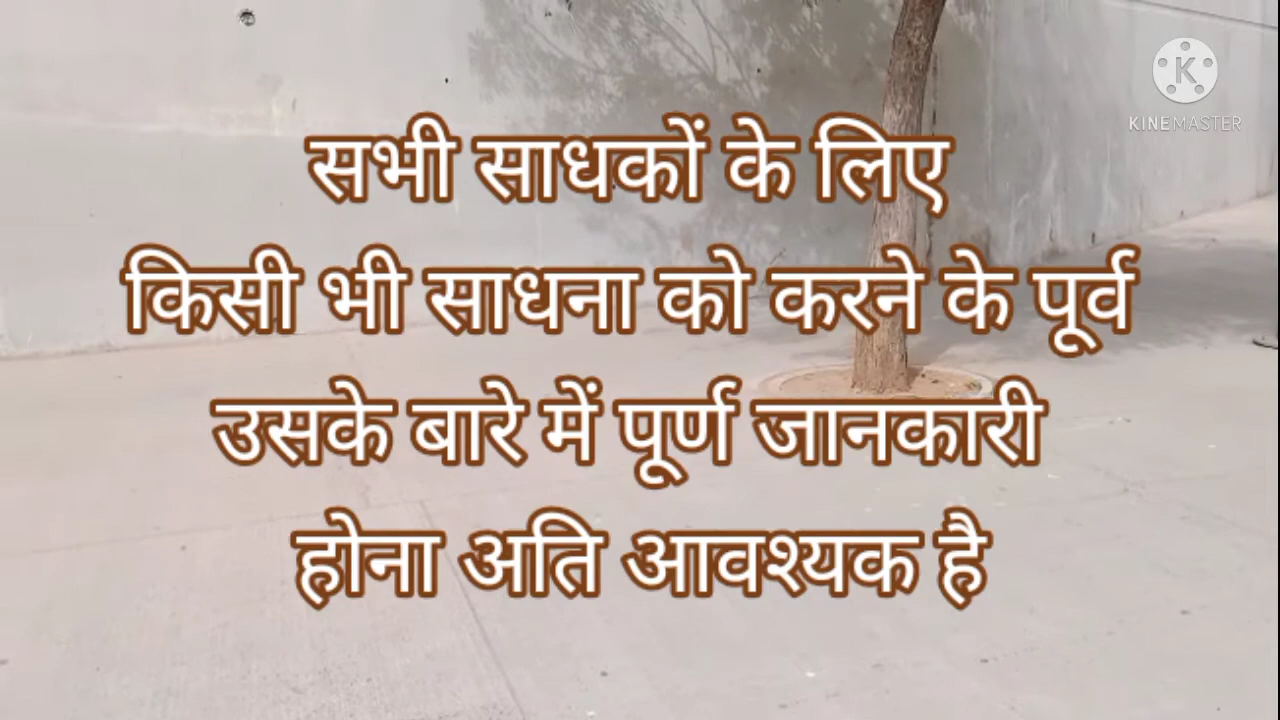 KINEMASTER
सभी साधकों के लिए
किसी भी साधना को करने के पूर्व
उसके बारे में पूर्ण जानकारी
होना अति आवश्यक है